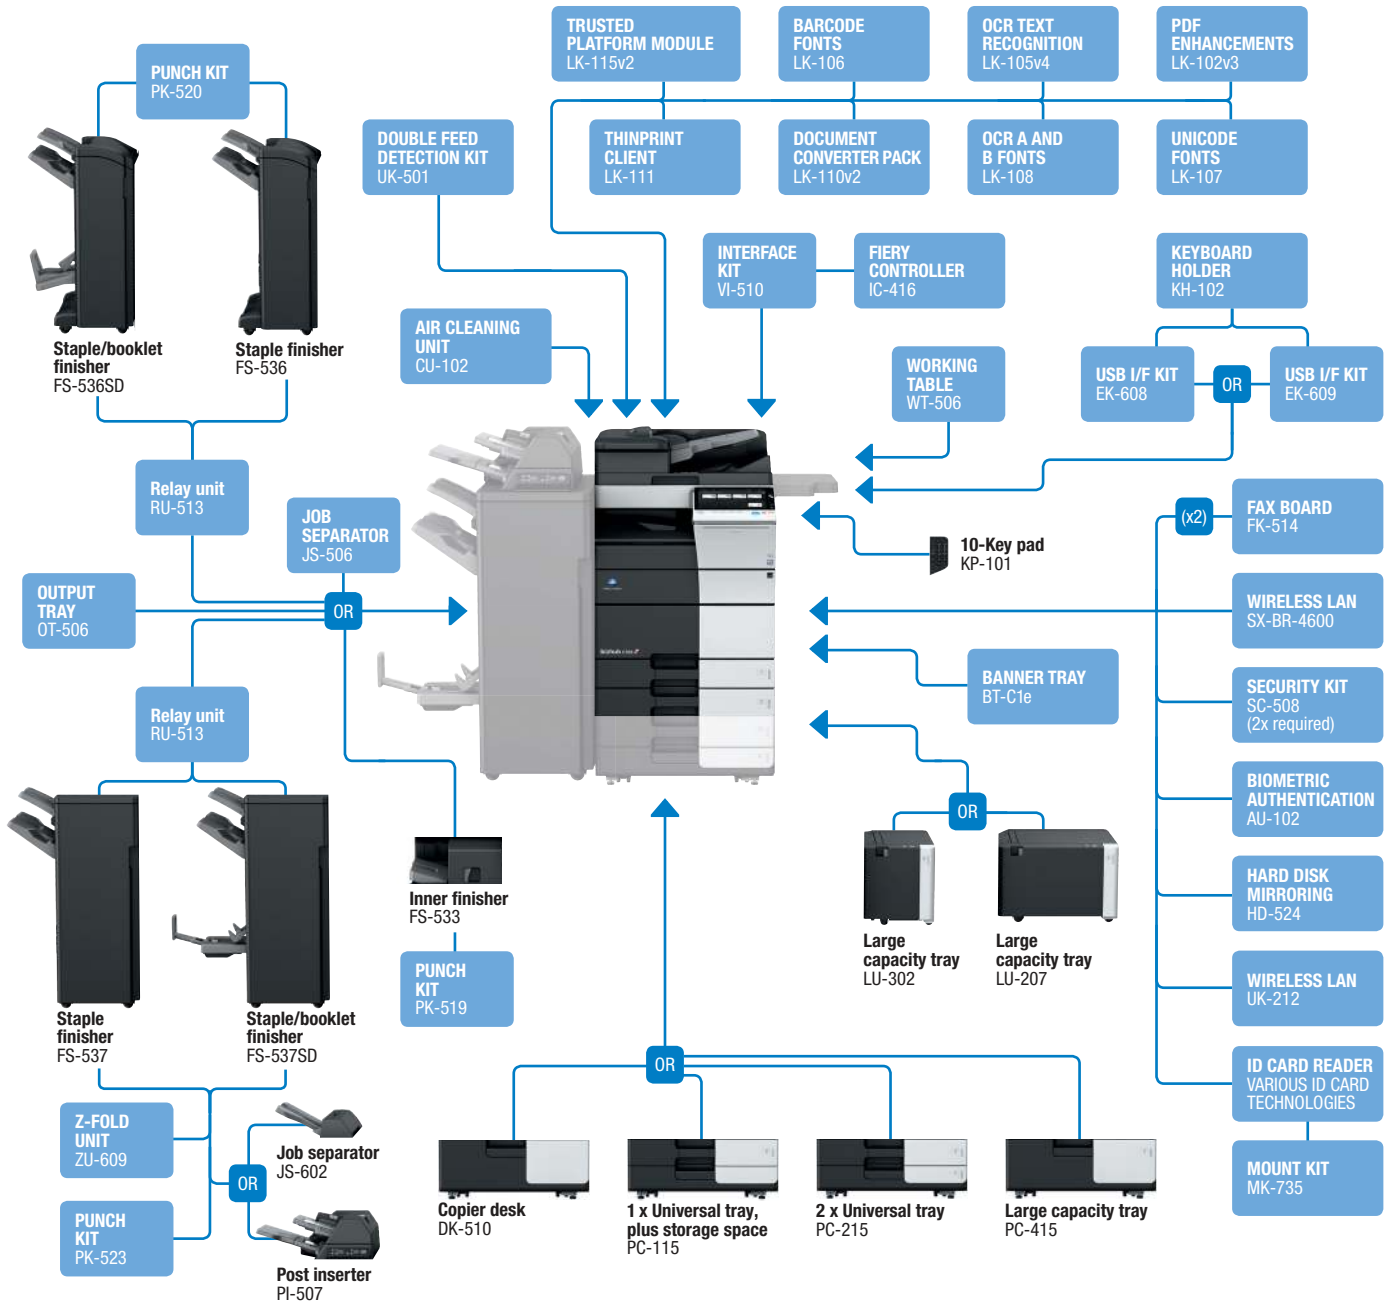 TRUSTED
PLATFORM MODULE
LK-115v2
BARCODE
FONTS
LK-106
OCR TEXT
RECOGNITION
LK-105v4
PDF
ENHANCEMENTS
LK-102v3
PUNCH KIT
PK-520
DOUBLE FEED
DETECTION KIT
UK-501
THINPRINT
CLIENT
LK-111
DOCUMENT
CONVERTER PACK
LK-110v2
OCR A AND
B FONTS
LK-108
UNICODE
FONTS
LK-107
INTERFACE
KIT
VI-510
FIERY
CONTROLLER
IC-416
KEYBOARD
HOLDER
KH-102
AIR CLEANING
UNIT
CU-102
Staple/booklet
finisher
FS-536SD
Staple finisher
FS-536
WORKING
TABLE
WT-506
USB I/F KIT
EK-608
OR
USB I/F KIT
EK-609
Relay unit
RU-513
JOB
SEPARATOR
JS-506
10-Key pad
KP-101
(x2)
FAX BOARD
FK-514
OUTPUT
TRAY
OT-506
OR
WIRELESS LAN
SX-BR-4600
BANNER TRAY
BT-C1e
SECURITY KIT
SC-508
(2x required)
Relay unit
RU-513
BIOMETRIC
AUTHENTICATION
AU-102
OR
Inner finisher
FS-533
HARD DISK
MIRRORING
HD-524
Large
capacity tray
LU-302
Large
capacity tray
LU-207
PUNCH
KIT
PK-519
WIRELESS LAN
UK-212
Staple
finisher
FS-537
Staple/booklet
finisher
FS-537SD
OR
ID CARD READER
VARIOUS ID CARD
TECHNOLOGIES
Z-FOLD
UNIT
ZU-609
Job separator
JS-602
OR
MOUNT KIT
MK-735
PUNCH
KIT
PK-523
Post inserter
PI-507
Copier desk
DK-510
1 x Universal tray,
plus storage space
PC-115
2 x Universal tray
PC-215
Large capacity tray
PC-415